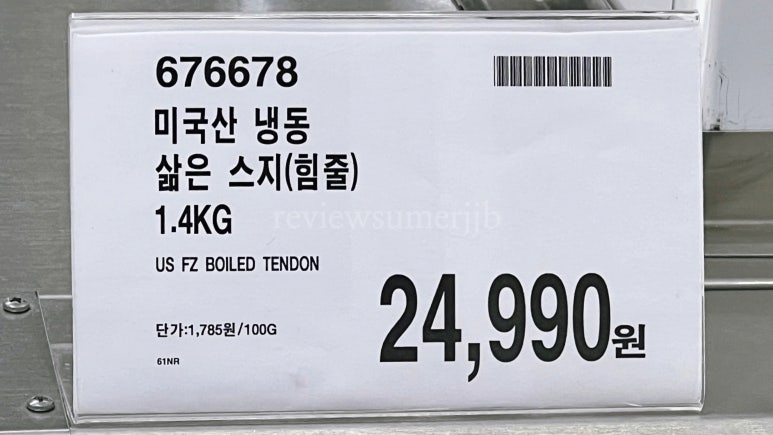 676678
미국산 냉동
삶은 스지(힘줄)
1.4KG
reviewsumerjjb
US FZ BOILED TENDON
24,990원
단가:1,785원/100G
61NR